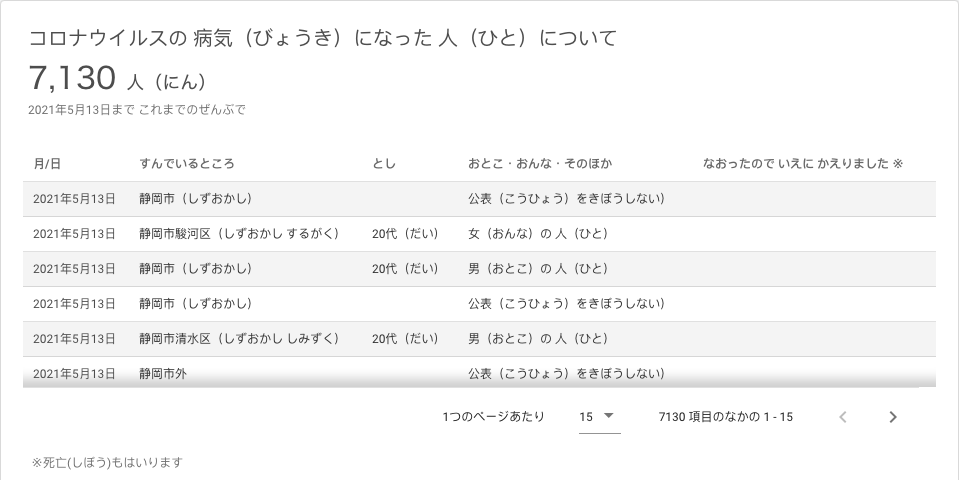 コロナウイルスの 病気（びょうき）になった 人（ひと）について
7,130 人（にん）
2021年5月13日まで これまでのぜんぶで
月/日 すんでいるところ とし おとこ・おんな・そのほか なおったので いえに かえりました ※
2021年5月13日 静岡市（しずおかし） 公表（こうひょう）をきぼうしない）
2021年5月13日 静岡市駿河区（しずおかし するがく） 20代（だい） 女（おんな）の 人（ひと）
2021年5月13日 静岡市（しずおかし） 20代（だい） 男（おとこ）の 人（ひと）
2021年5月13日 静岡市（しずおかし） 公表（こうひょう）をきぼうしない）
2021年5月13日 静岡市清水区（しずおかし しみずく） 20代（だい） 男（おとこ）の 人（ひと）
2021年5月13日 静岡市外 公表（こうひょう）をきぼうしない）
1つのページあたり 15 7130 項目のなかの 1 - 15
※死亡(しぼう)もはいります